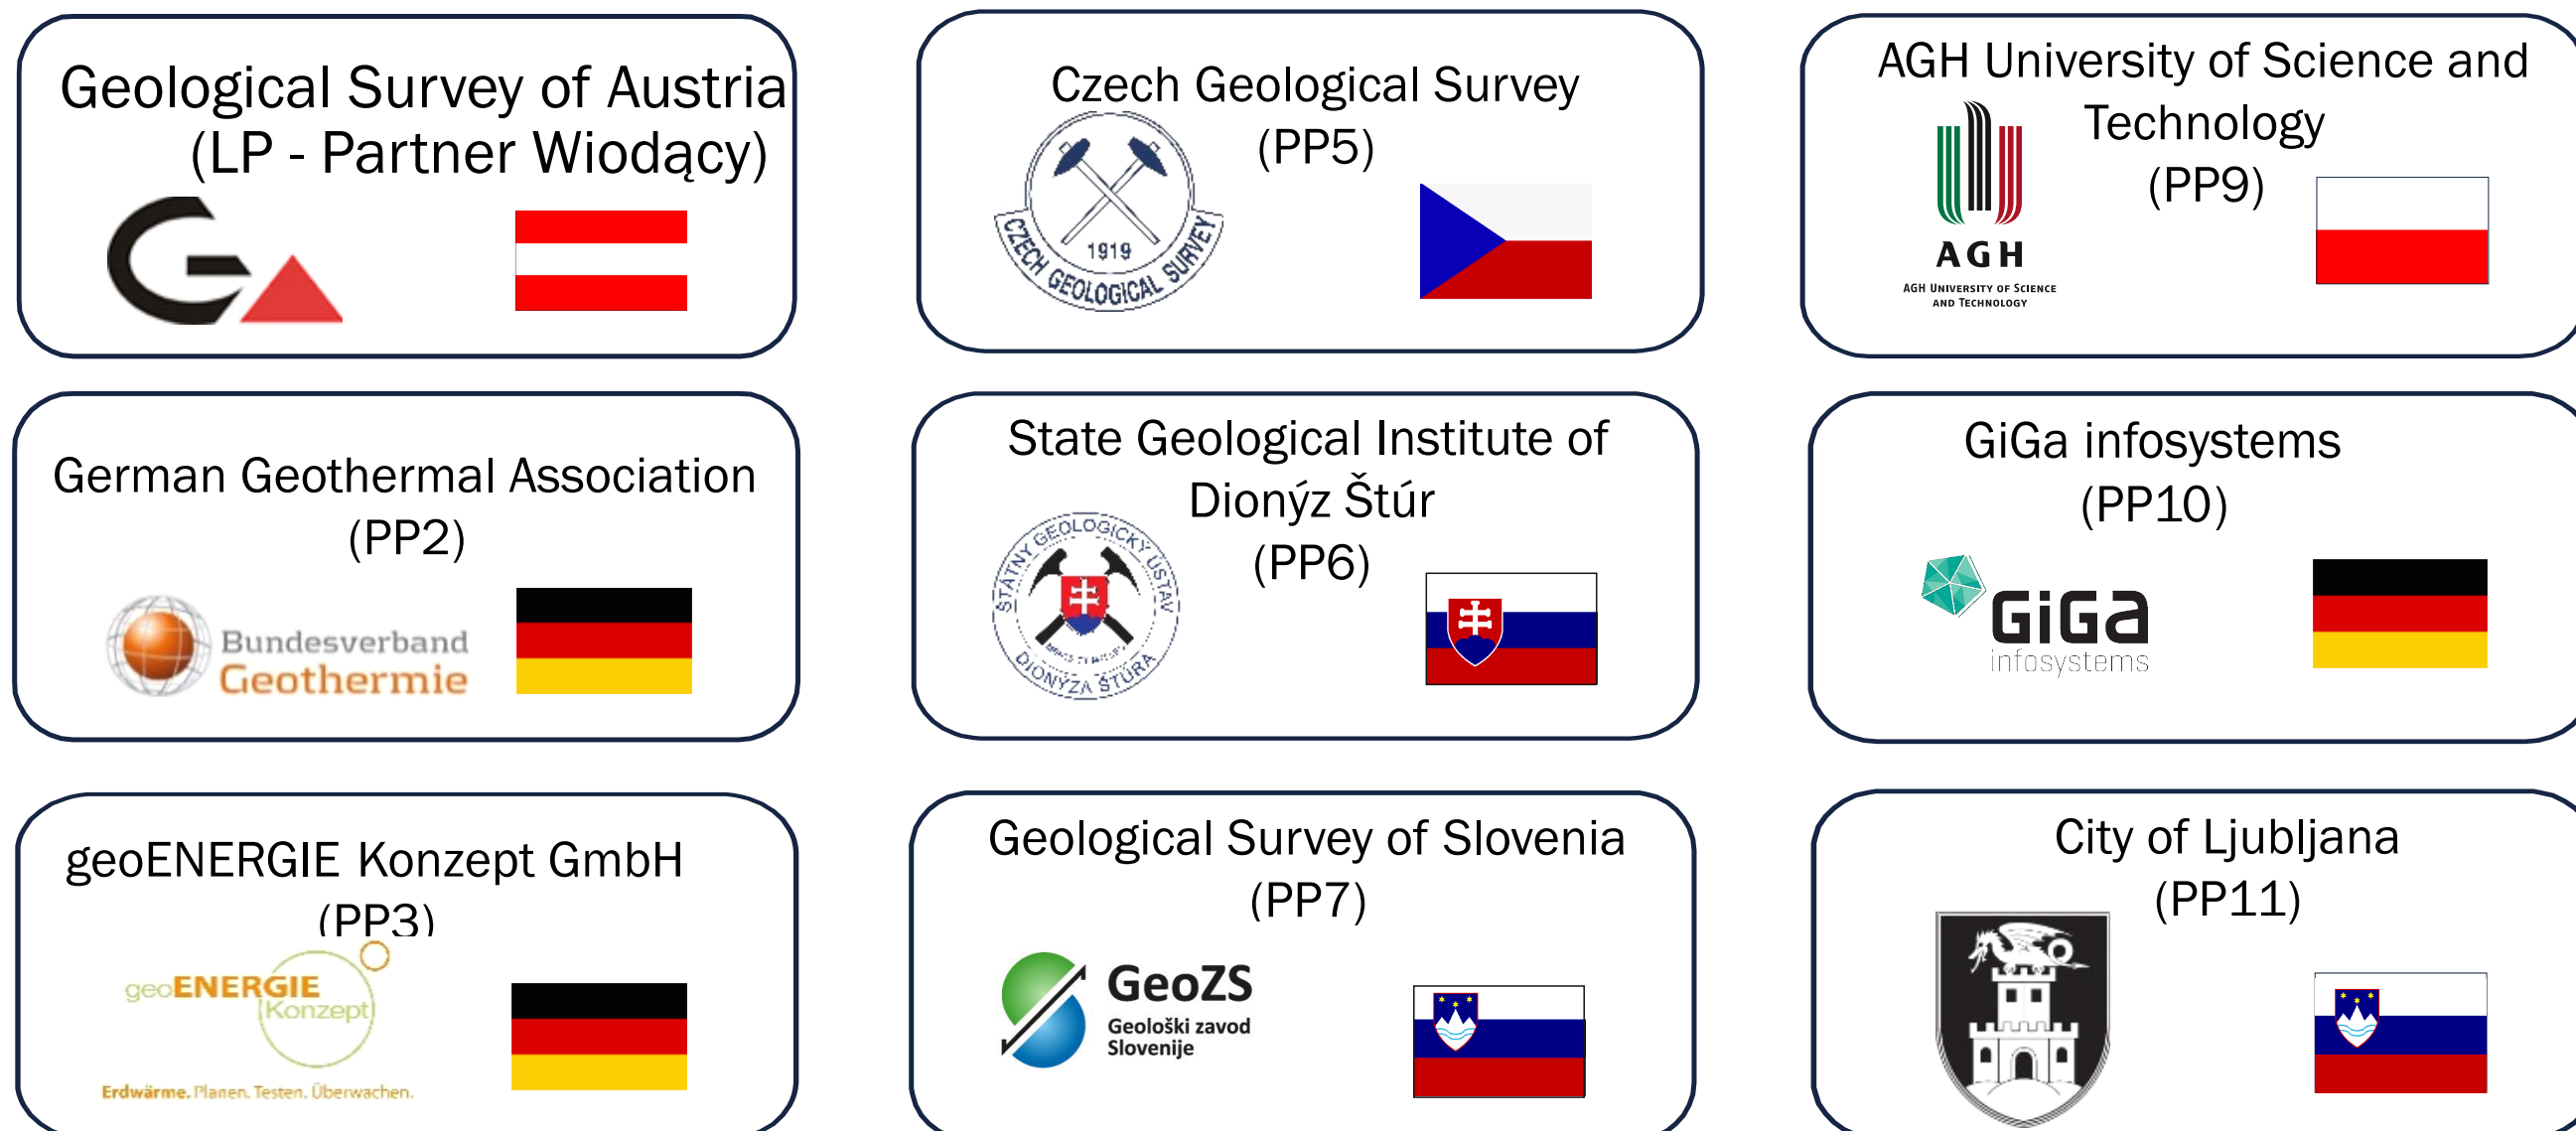 Geological Survey of Austria
(LP - Partner Wiodący)
Czech Geological Survey
(PP5)
1919
CZECH GEOLOGICAL SURVEY
AGH University of Science and
Technology
(PP9)
AGH
AGH UNIVERSITY OF SCIENCE
AND TECHNOLOGY
German Geothermal Association
(PP2)
Bundesverband
Geothermie
State Geological Institute of
Dionýz Štúr
(PP6)
ŠTÁTNY GEOLOGICKÝ ÚSTAV
DIONÝZA ŠTÚRA
GiGa infosystems
(PP10)
GiGa
infosystems
geoENERGIE Konzept GmbH
(PP3)
geoENERGIE
Konzept
Erdwärme. Planen. Testen. Überwachen.
Geological Survey of Slovenia
(PP7)
GeoZS
Geološki zavod
Slovenije
City of Ljubljana
(PP11)